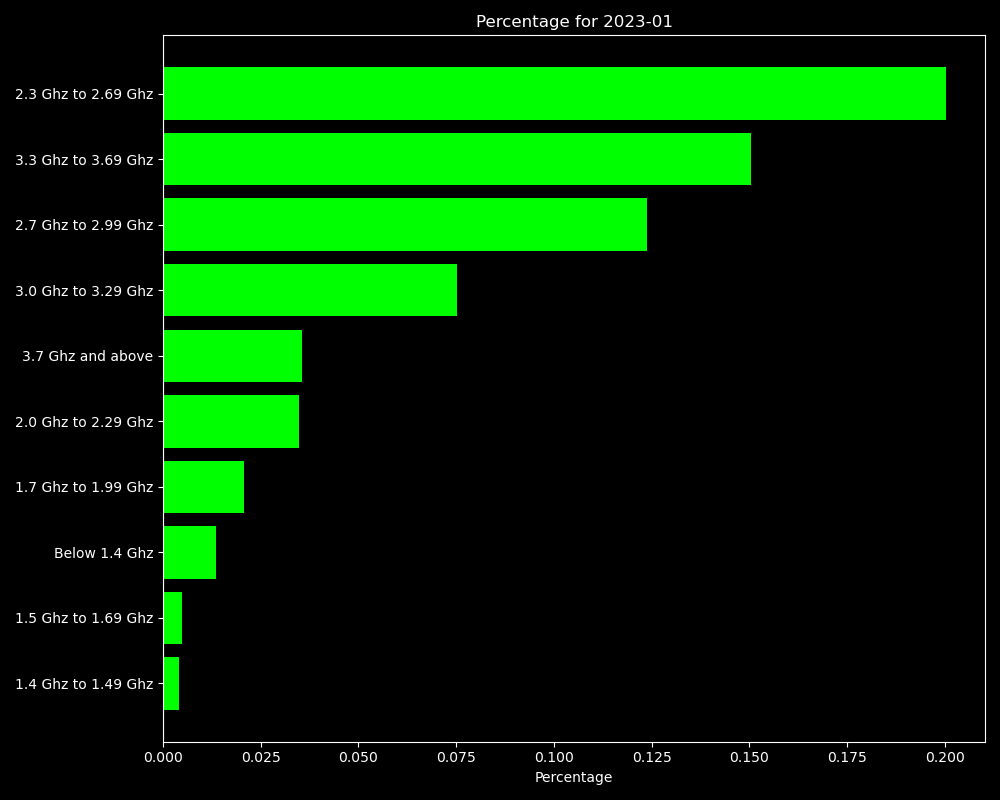 Percentage for 2023-01
2.3 Ghz to 2.69 Ghz
3.3 Ghz to 3.69 Ghz
2.7 Ghz to 2.99 Ghz
3.0 Ghz to 3.29 Ghz
3.7 Ghz and above
2.0 Ghz to 2.29 Ghz
1.7 Ghz to 1.99 Ghz
Below 1.4 Ghz
1.5 Ghz to 1.69 Ghz
1.4 Ghz to 1.49 Ghz
0.000 0.025 0.050 0.075 0.100 0.125 0.150 0.175 0.200
Percentage